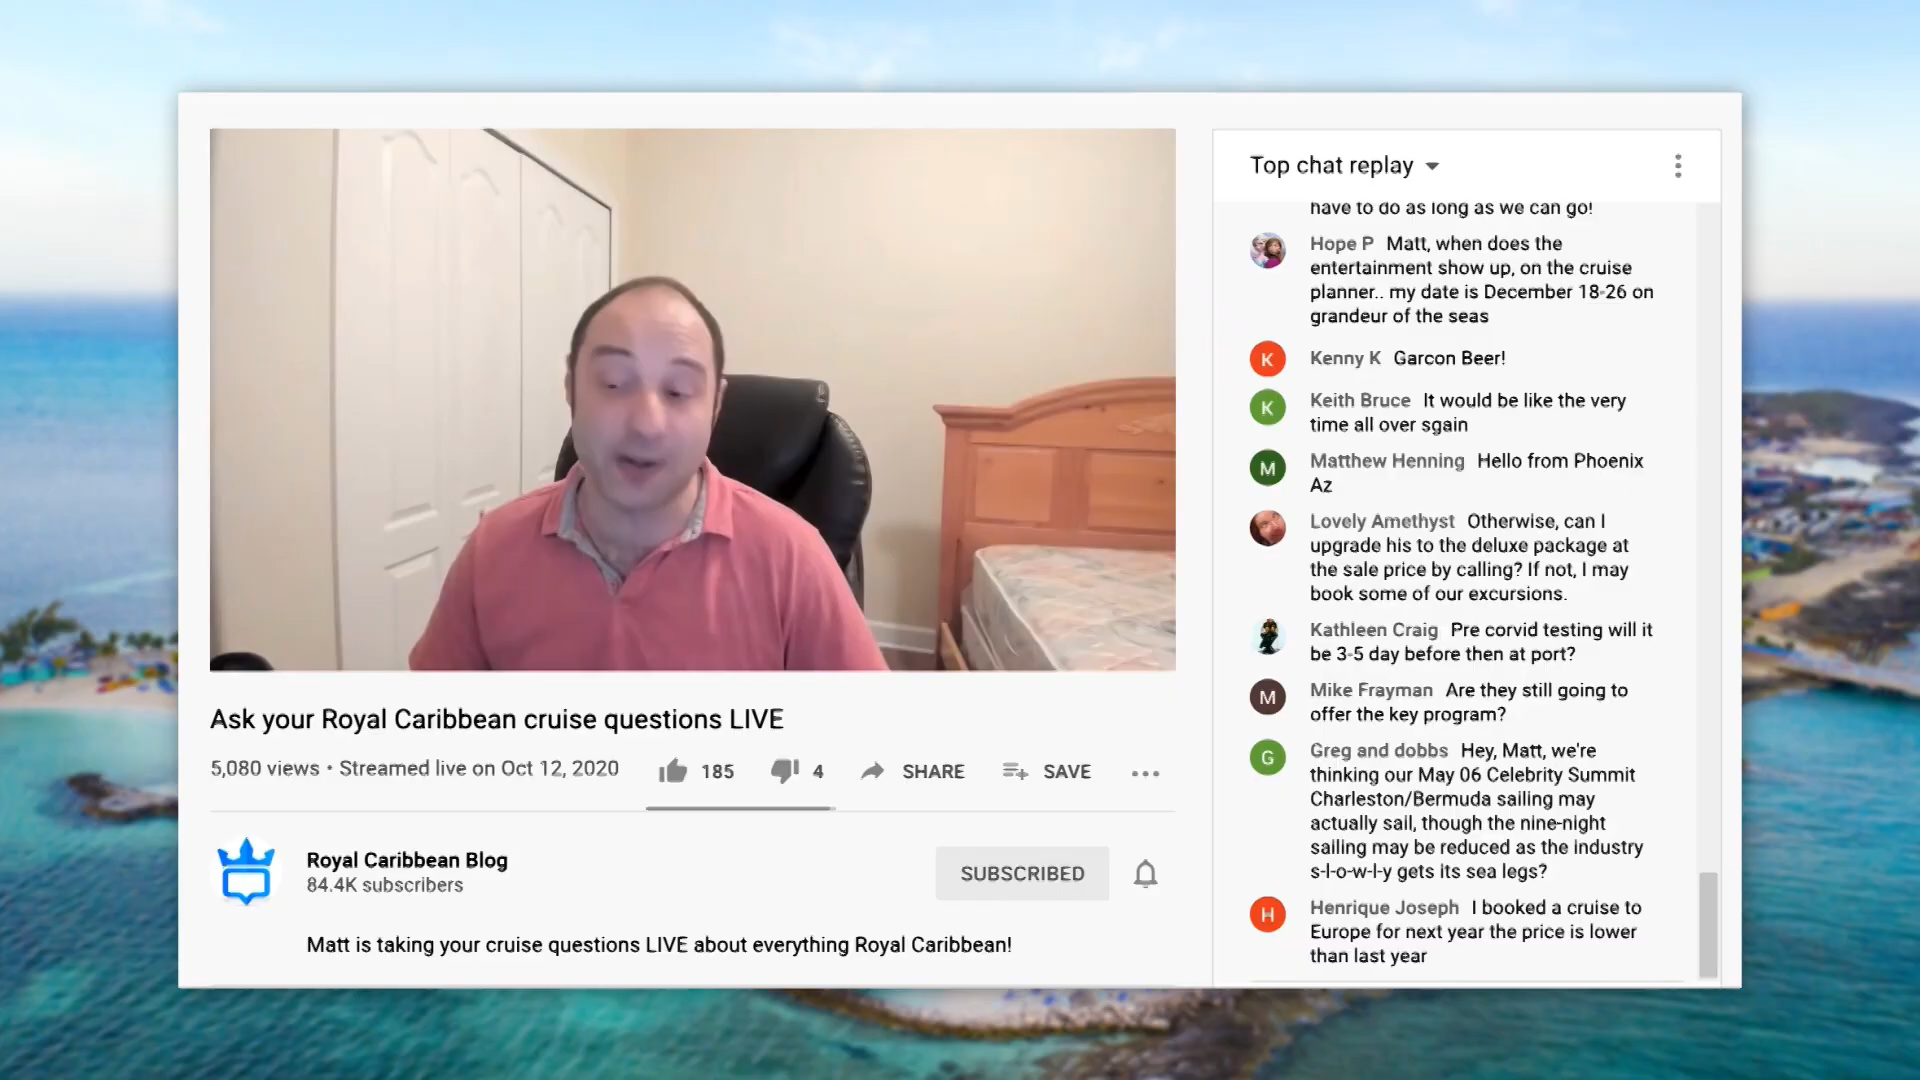 Ask your Royal Caribbean cruise questions LIVE
5,080 views • Streamed live on Oct 12, 2020
185
4
SHARE
SAVE
Royal Caribbean Blog
84.4K subscribers
SUBSCRIBED
Matt is taking your cruise questions LIVE about everything Royal Caribbean!
Top chat replay
have to do as long as we can go!
Hope P Matt, when does the
entertainment show up, on the cruise
planner.. my date is December 18-26 on
grandeur of the seas
K
Kenny K Garcon Beer!
K
Keith Bruce It would be like the very
time all over sgain
M
Matthew Henning Hello from Phoenix
Az
Lovely Amethyst Otherwise, can I
upgrade his to the deluxe package at
the sale price by calling? If not, I may
book some of our excursions.
Kathleen Craig Pre corvid testing will it
be 3-5 day before then at port?
M
Mike Frayman Are they still going to
offer the key program?
G
Greg and dobbs Hey, Matt, we're
thinking our May 06 Celebrity Summit
Charleston/Bermuda sailing may
actually sail, though the nine-night
sailing may be reduced as the industry
s-l-o-w-l-y gets its sea legs?
H
Henrique Joseph I booked a cruise to
Europe for next year the price is lower
than last year